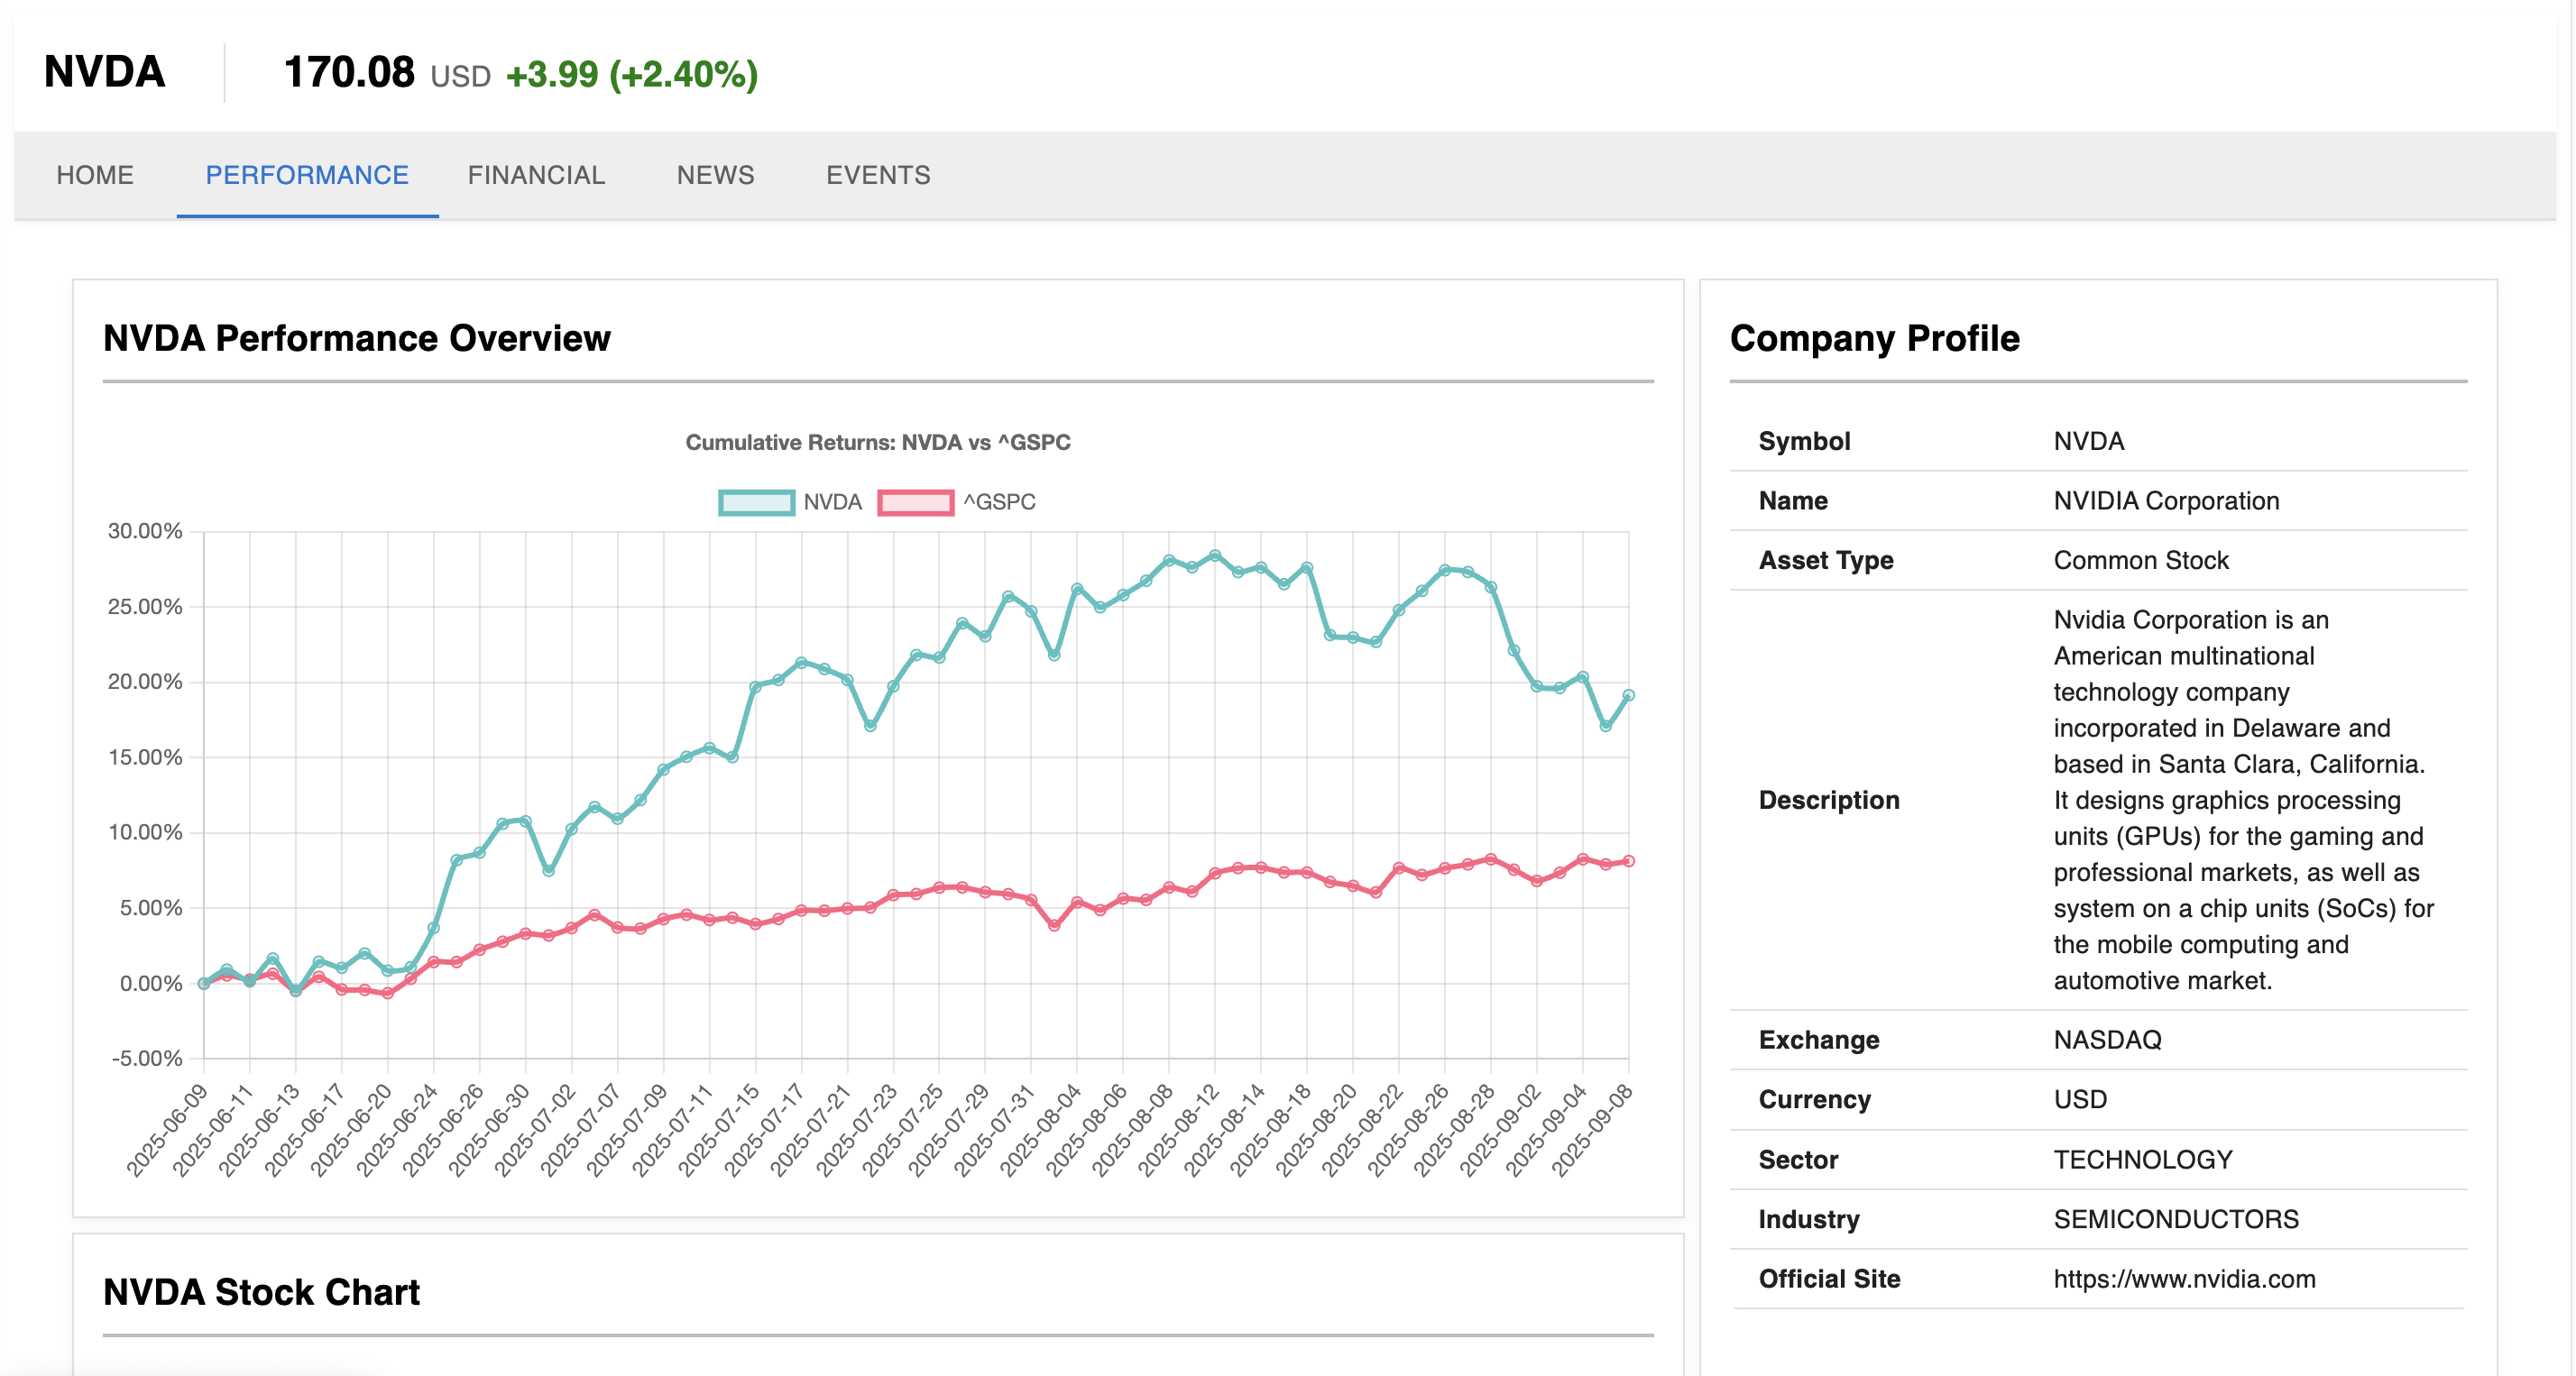 NVDA
170.08 USD +3.99 (+2.40%)
HOME
PERFORMANCE
FINANCIAL
NEWS
EVENTS
NVDA Performance Overview
Cumulative Returns: NVDA vs ^GSPC
NVDA
^GSPC
30.00%
25.00%
20.00%
15.00%
10.00%
5.00%
0.00%
-5.00%
2025-06-09
2025-06-11
2025-06-13
2025-06-17
2025-06-20
2025-06-24
2025-06-26
2025-06-30
2025-07-02
2025-07-07
2025-07-09
2025-07-11
2025-07-15
2025-07-17
2025-07-21
2025-07-23
2025-07-25
2025-07-29
2025-07-31
2025-08-04
2025-08-06
2025-08-08
2025-08-12
2025-08-14
2025-08-18
2025-08-20
2025-08-22
2025-08-26
2025-08-28
2025-09-02
2025-09-04
2025-09-08
NVDA Stock Chart
Company Profile
Symbol NVDA
Name NVIDIA Corporation
Asset Type Common Stock
Description
Nvidia Corporation is an
American multinational
technology company
incorporated in Delaware and
based in Santa Clara, California.
It designs graphics processing
units (GPUs) for the gaming and
professional markets, as well as
system on a chip units (SoCs) for
the mobile computing and
automotive market.
Exchange NASDAQ
Currency USD
Sector TECHNOLOGY
Industry SEMICONDUCTORS
Official Site https://www.nvidia.com